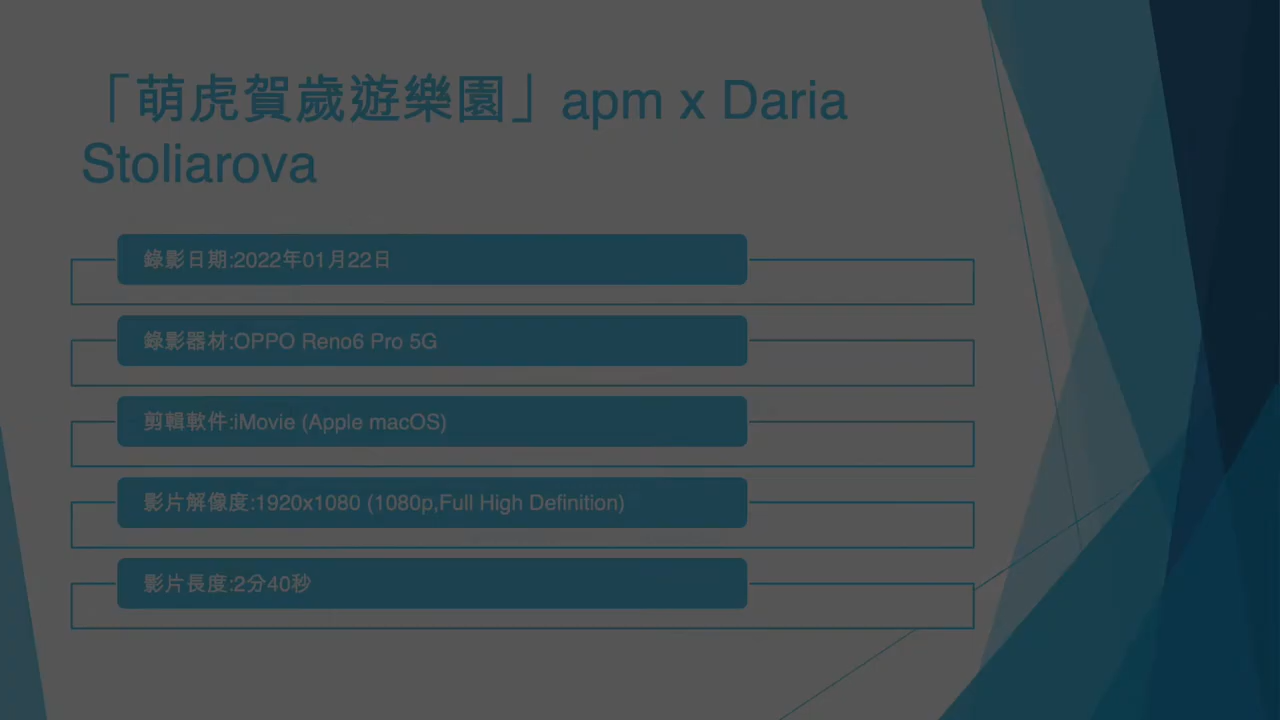 「萌虎賀歲遊樂園」apm x Daria
Stoliarova
錄影日期:2022年01月22日
錄影器材:OPPO Reno6 Pro 5G
剪輯軟件:iMovie (Apple macOS)
影片解像度:1920x1080 (1080p,Full High Definition)
影片長度:2分40秒